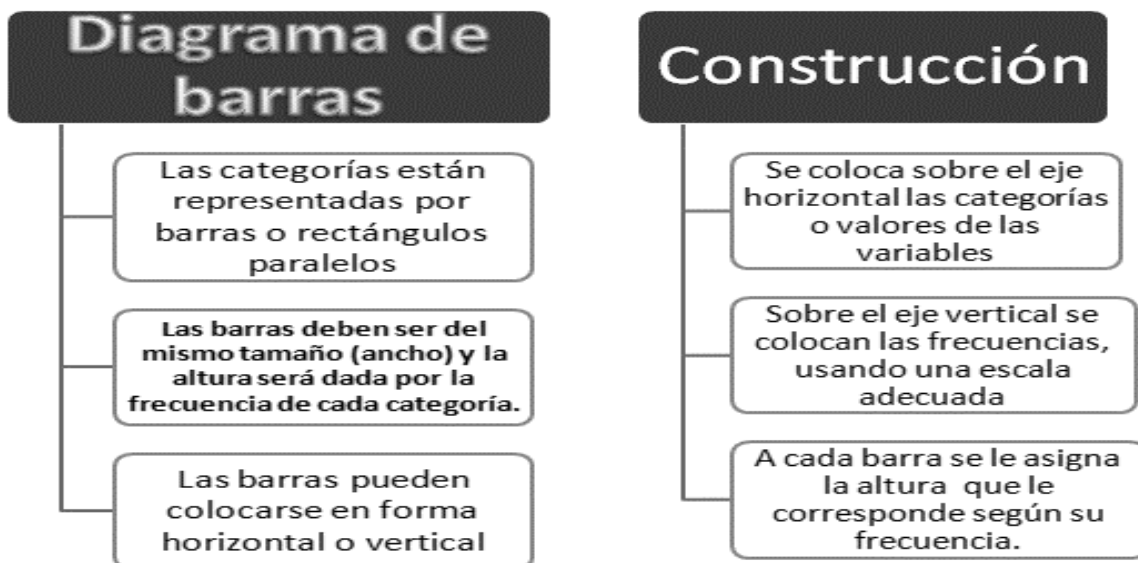 Diagrama de
barras
Las categorías están
representadas por
barras o rectángulos
paralelos
Las barras deben ser del
mismo tamaño (ancho) y la
altura será dada por la
frecuencia de cada categoría.
Las barras pueden
colocarse en forma
horizontal o vertical
Construcción
Se coloca sobre el eje
horizontal las categorías
o valores de las
variables
Sobre el eje vertical se
colocan las frecuencias,
usando una escala
adecuada
A cada barra se le asigna
la altura que le
corresponde según su
frecuencia.